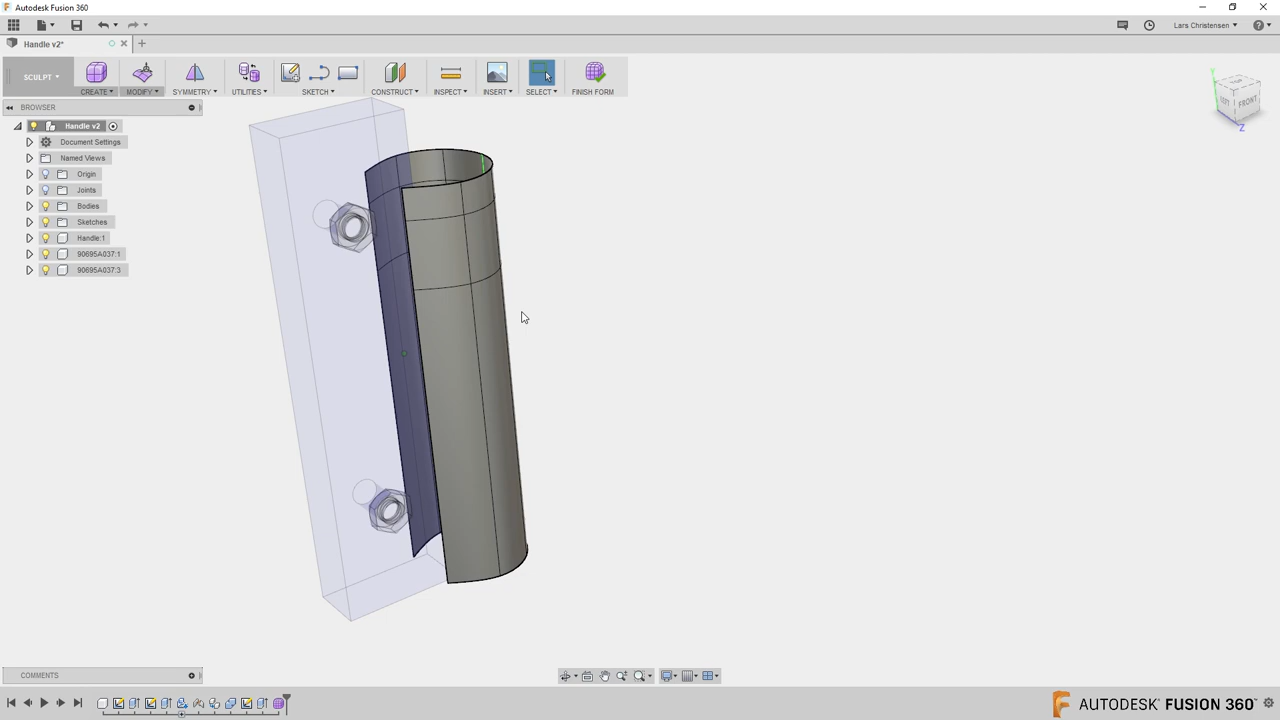 Autodesk Fusion 360
Lars Christensen
Handle v2*
SCULPT
CREATE
MODIFY
SYMMETRY
UTILITIES
SKETCH
CONSTRUCT
INSPECT
INSERT
SELECT
FINISH FORM
BROWSER
Handle v2
Document Settings
Named Views
Origin
Joints
Bodies
Sketches
Handle:1
90695A037:1
90695A037:3
LEFT
FRONT
Z
COMMENTS
AUTODESK® FUSION 360™